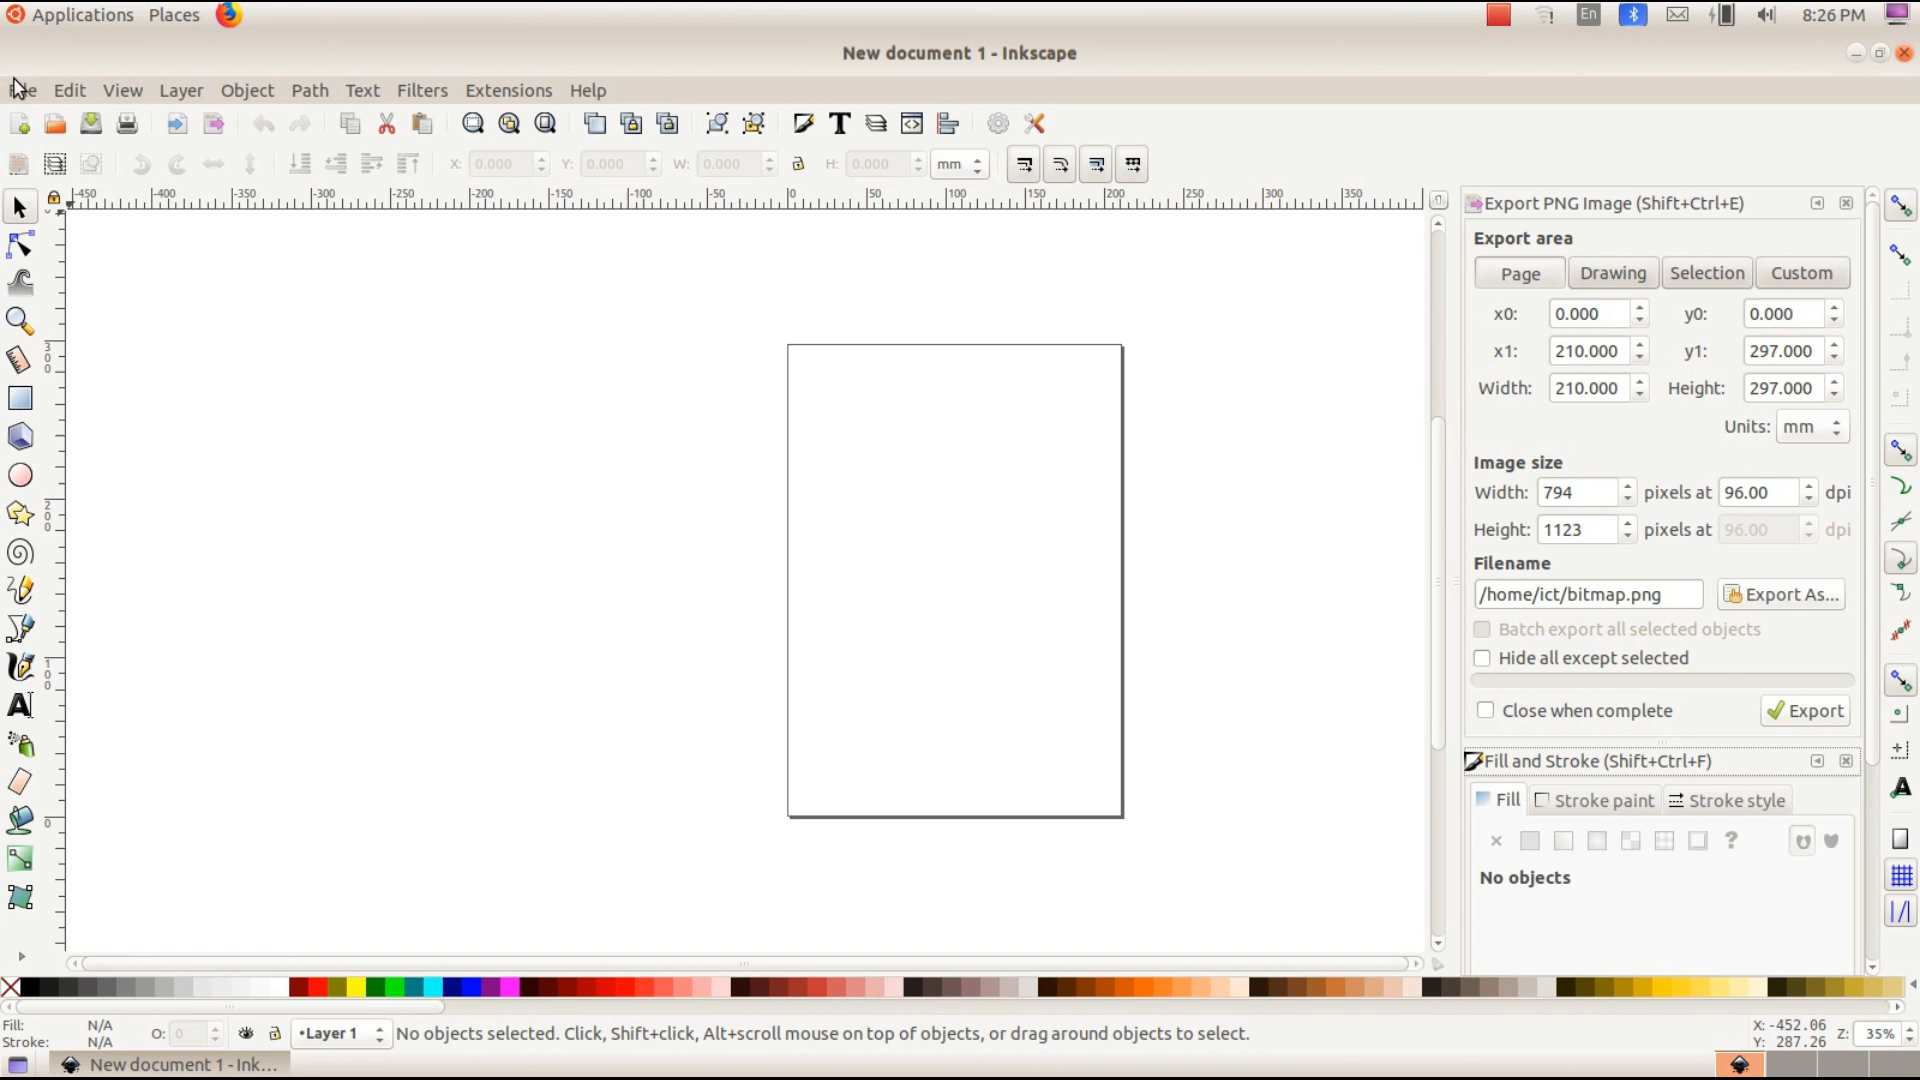 Applications Places
En 8:26 PM
New document 1 - Inkscape
File Edit View Layer Object Path Text Filters Extensions Help
X: 0.000 Y: 0.000 W: 0.000 H: 0.000 mm
-450 -400 -350 -300 -250 -200 -150 -100 -50 0 50 100 150 200 250 300 350
300
200
100
0
Export PNG Image (Shift+Ctrl+E)
Export area
Page Drawing Selection Custom
x0: 0.000 y0: 0.000
x1: 210.000 y1: 297.000
Width: 210.000 Height: 297.000
Units: mm
Image size
Width: 794 pixels at 96.00 dpi
Height: 1123 pixels at 96.00 dpi
Filename
/home/ict/bitmap.png Export As...
Batch export all selected objects
Hide all except selected
Close when complete Export
Fill and Stroke (Shift+Ctrl+F)
Fill Stroke paint Stroke style
No objects
Fill: N/A
Stroke: N/A
O: 0 •Layer 1 No objects selected. Click, Shift+click, Alt+scroll mouse on top of objects, or drag around objects to select.
X: -452.06
Y: 287.26
Z: 35%
New document 1 - Ink...